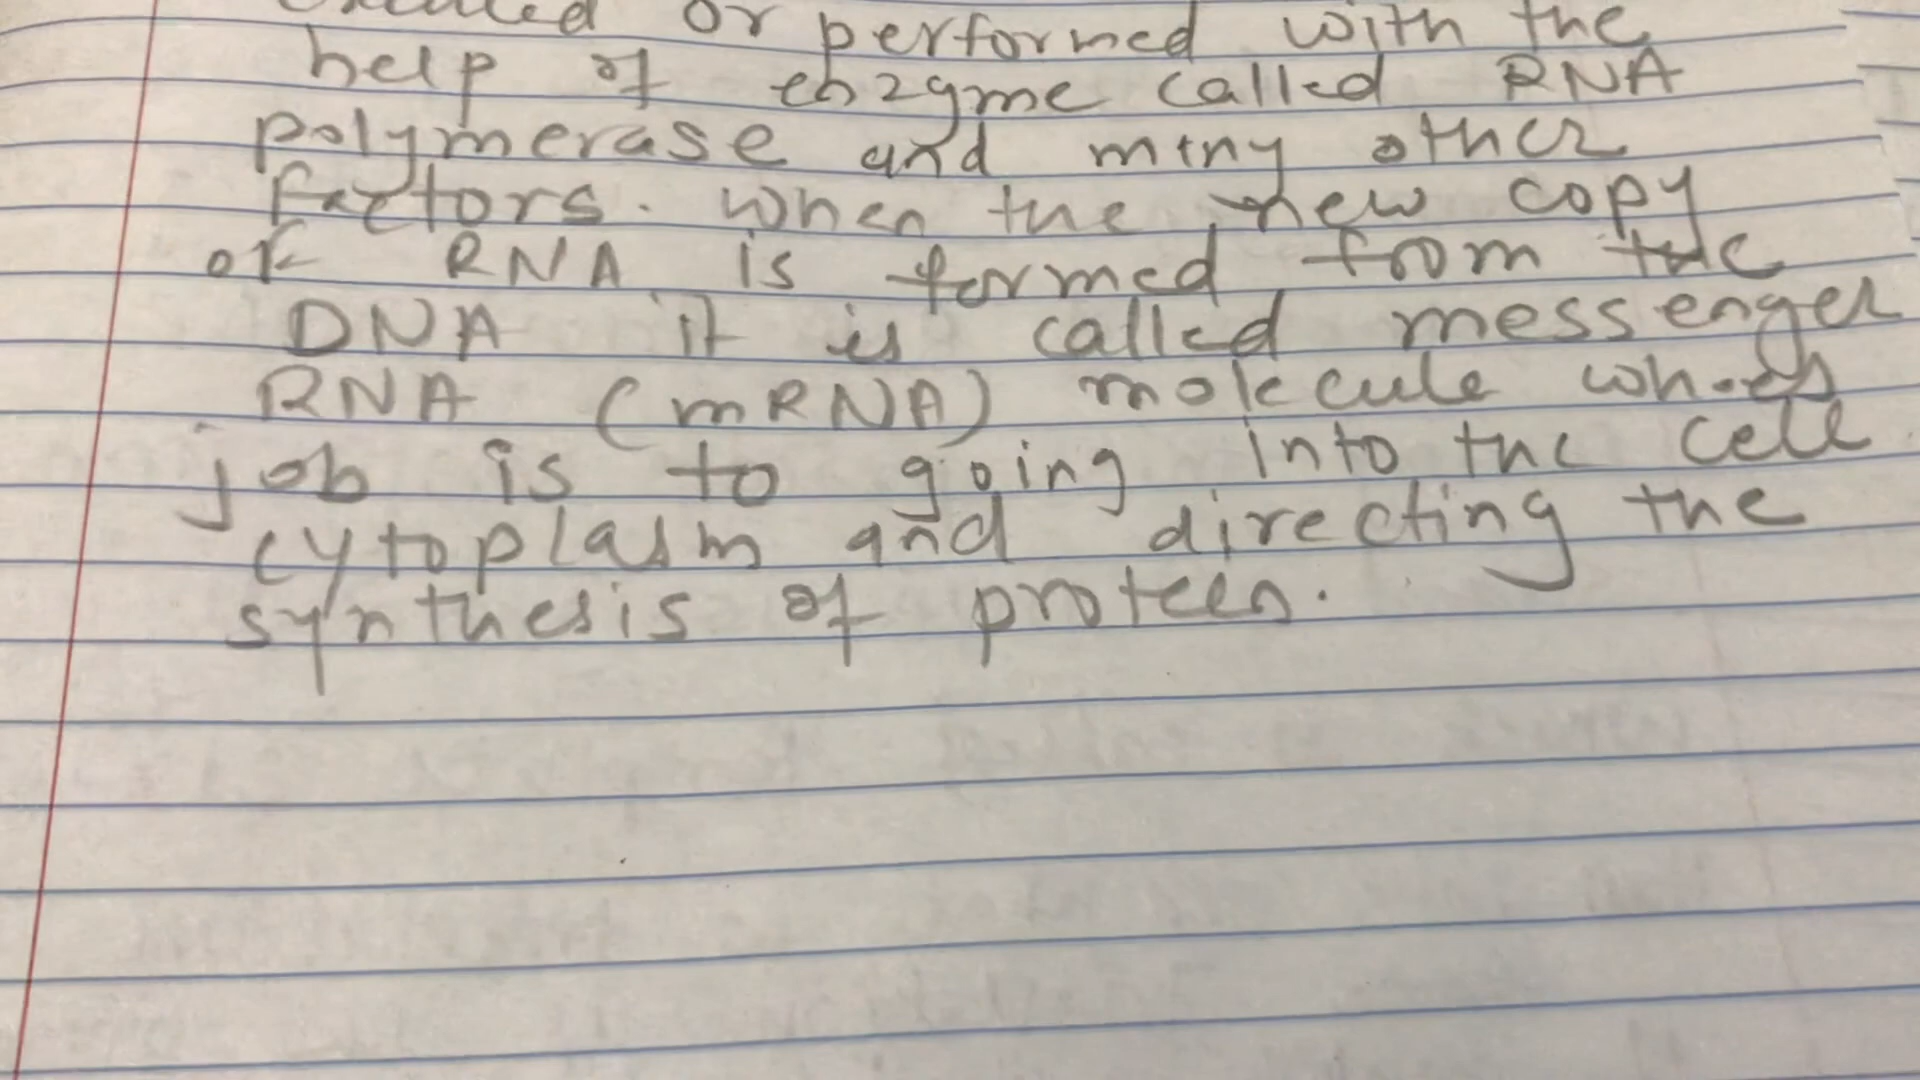 or performed with the
help of enzyme called RNA
polymerase and many other
factors. when the new copy
of RNA is formed from the
DNA it is called messenger
RNA (mRNA) molecule
job is to going into the cell
cytoplasm and directing the
synthesis of protein.